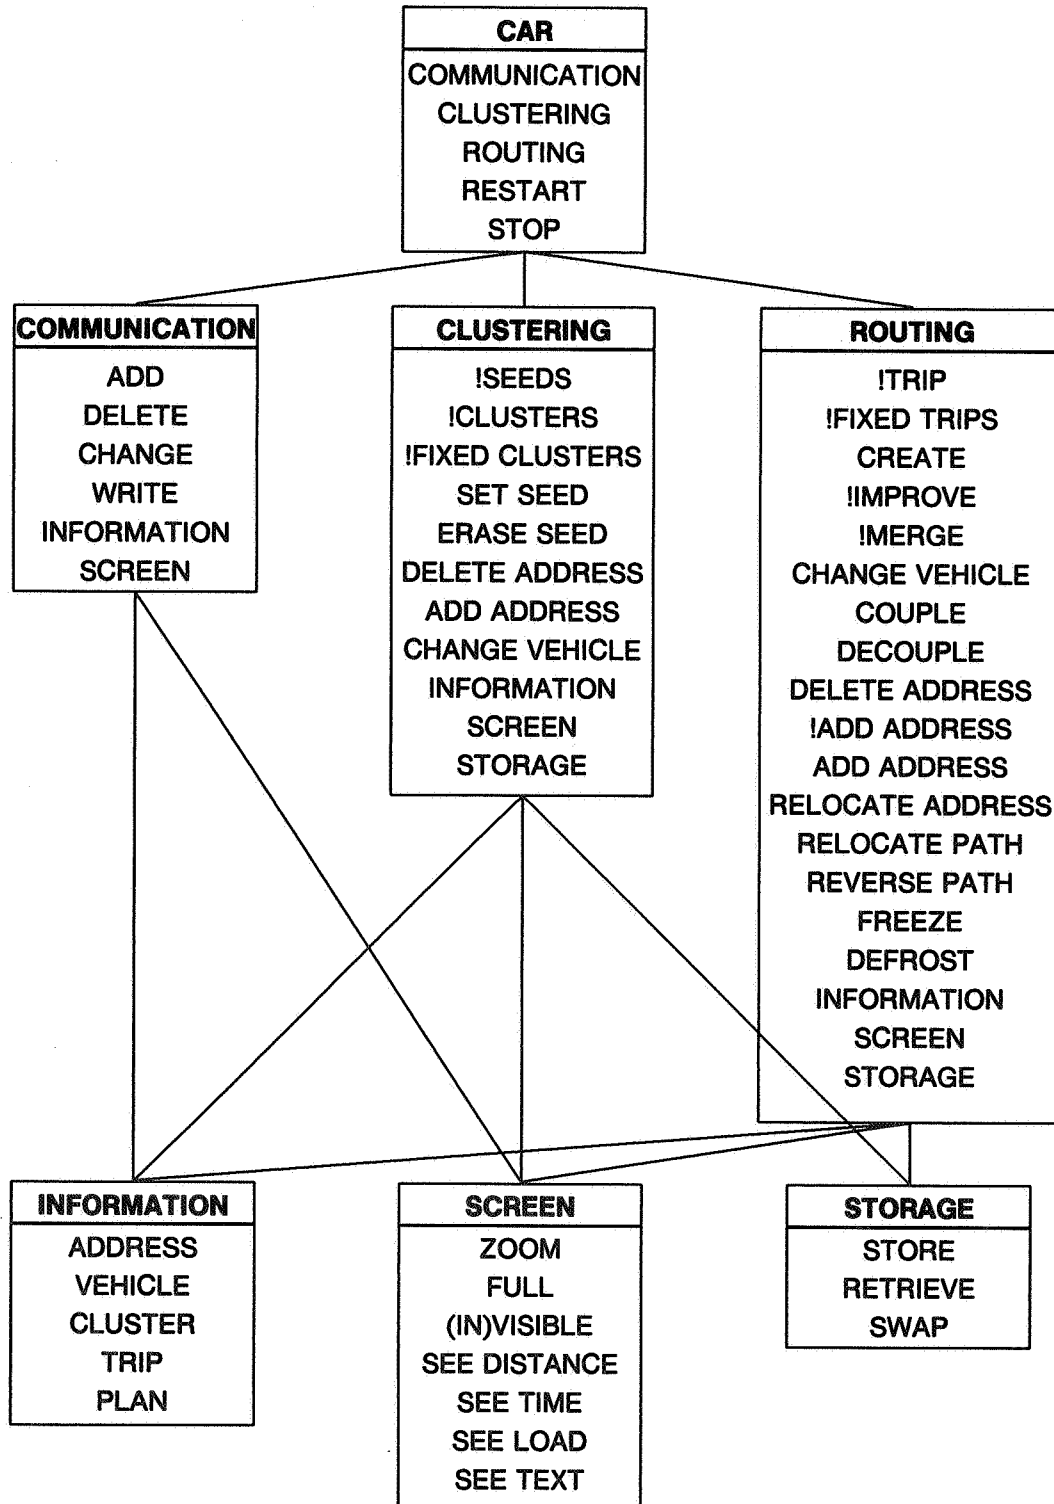 CAR
COMMUNICATION
CLUSTERING
ROUTING
RESTART
STOP
COMMUNICATION
ADD
DELETE
CHANGE
WRITE
INFORMATION
SCREEN
CLUSTERING
!SEEDS
!CLUSTERS
!FIXED CLUSTERS
SET SEED
ERASE SEED
DELETE ADDRESS
ADD ADDRESS
CHANGE VEHICLE
INFORMATION
SCREEN
STORAGE
ROUTING
!TRIP
!FIXED TRIPS
CREATE
!IMPROVE
!MERGE
CHANGE VEHICLE
COUPLE
DECOUPLE
DELETE ADDRESS
!ADD ADDRESS
ADD ADDRESS
RELOCATE ADDRESS
RELOCATE PATH
REVERSE PATH
FREEZE
DEFROST
INFORMATION
SCREEN
STORAGE
INFORMATION
ADDRESS
VEHICLE
CLUSTER
TRIP
PLAN
SCREEN
ZOOM
FULL
(IN)VISIBLE
SEE DISTANCE
SEE TIME
SEE LOAD
SEE TEXT
STORAGE
STORE
RETRIEVE
SWAP